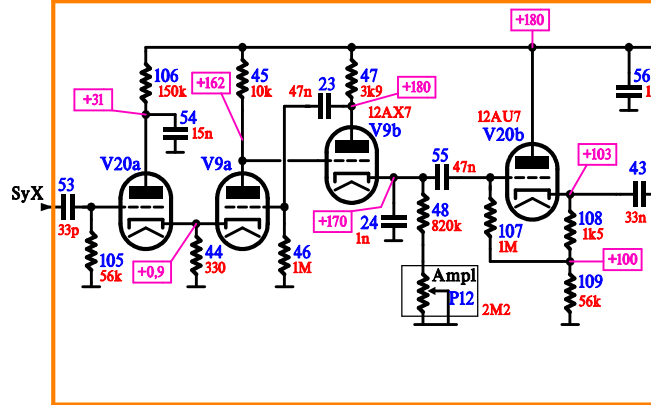 +180
106
150k
45
10k
23
47n
47
3k9
+180
56
1
+31
+162
54
15n
12AX7
V9b
12AU7
V20b
V20a
V9a
55
47n
+103
43
33n
SyX
53
33p
+170
24
1n
48
820k
107
1M
108
1k5
105
56k
+0,9
44
330
46
1M
+100
109
56k
Ampl
P12
2M2